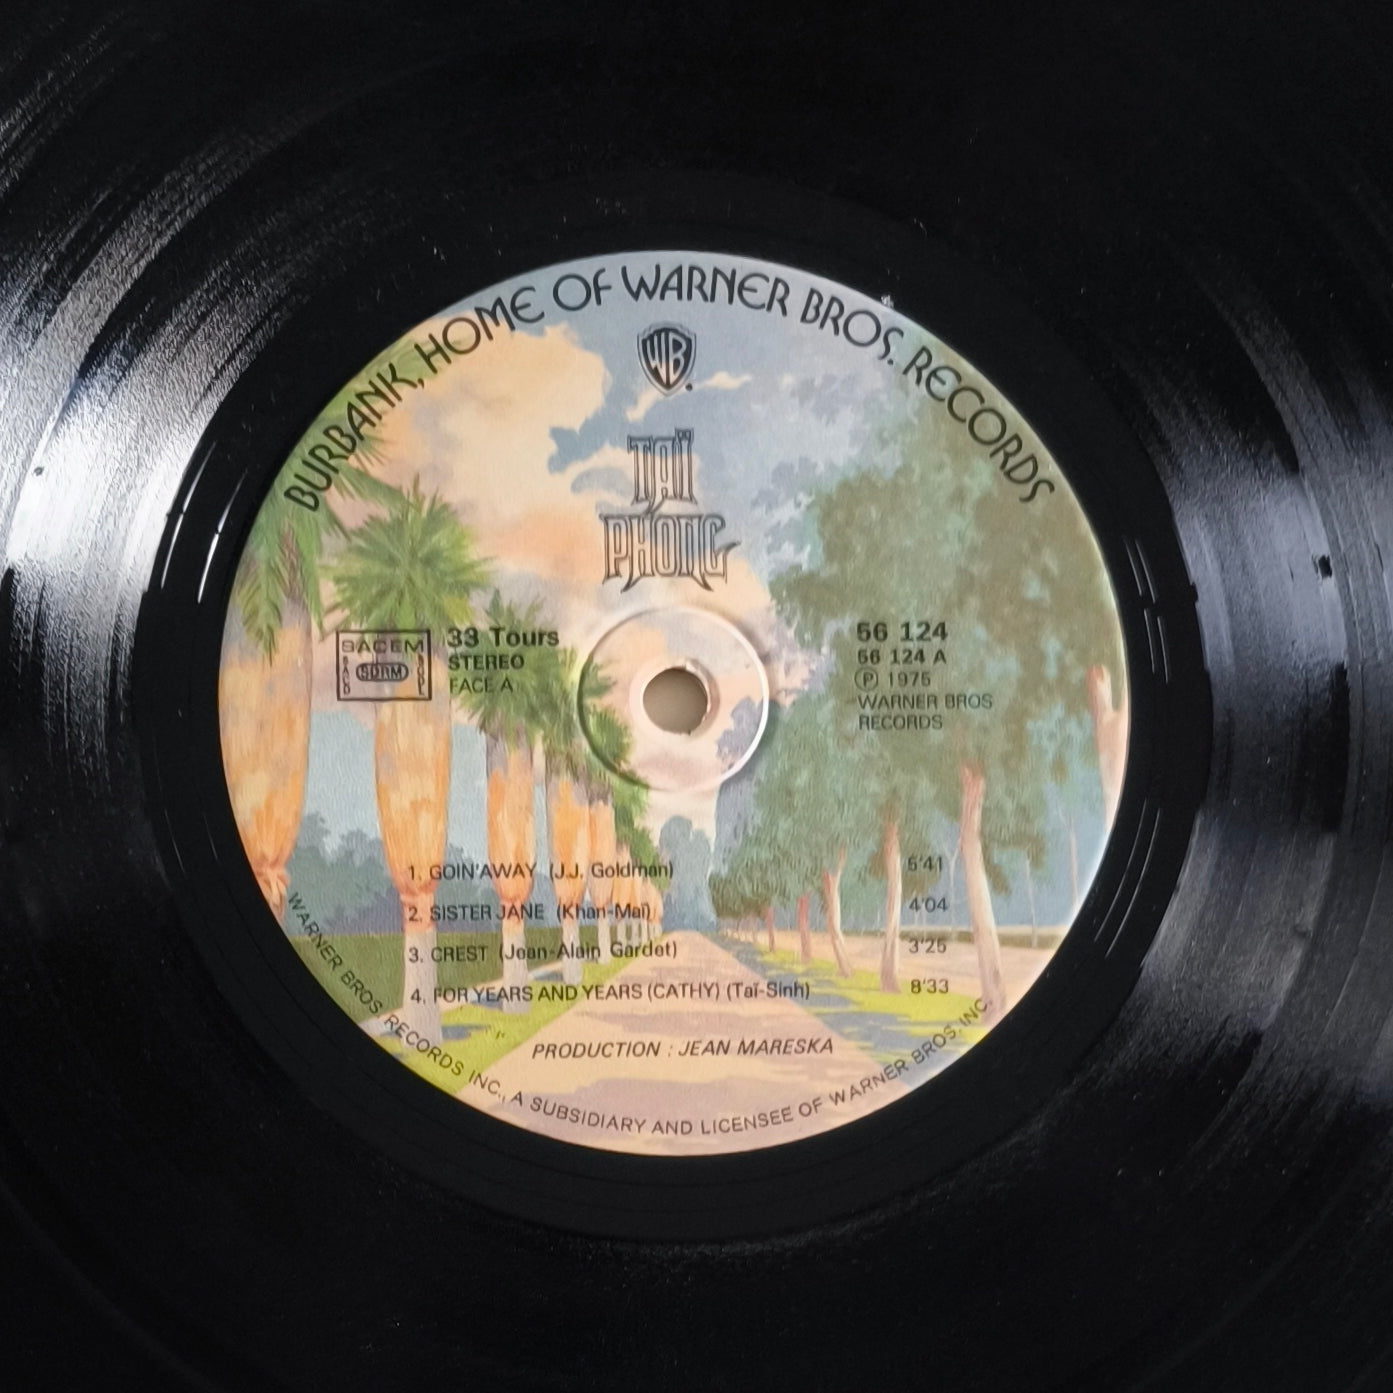 BURBANK, HOME OF WARNER BROS. RECORDS
WB
TAÏ
PHONG
SACEM
SACD
SDRM
SGDL
33 Tours
STEREO
FACE A
56 124
56 124 A
Ⓟ 1975
WARNER BROS
RECORDS
1. GOIN'AWAY (J.J. Goldman) 5'41
2. SISTER JANE (Khan-Maï) 4'04
3. CREST (Jean-Alain Gardet) 3'25
4. FOR YEARS AND YEARS (CATHY) (Taï-Sinh) 8'33
PRODUCTION : JEAN MARESKA
WARNER BROS RECORDS INC., A SUBSIDIARY AND LICENSEE OF WARNER BROS. INC.